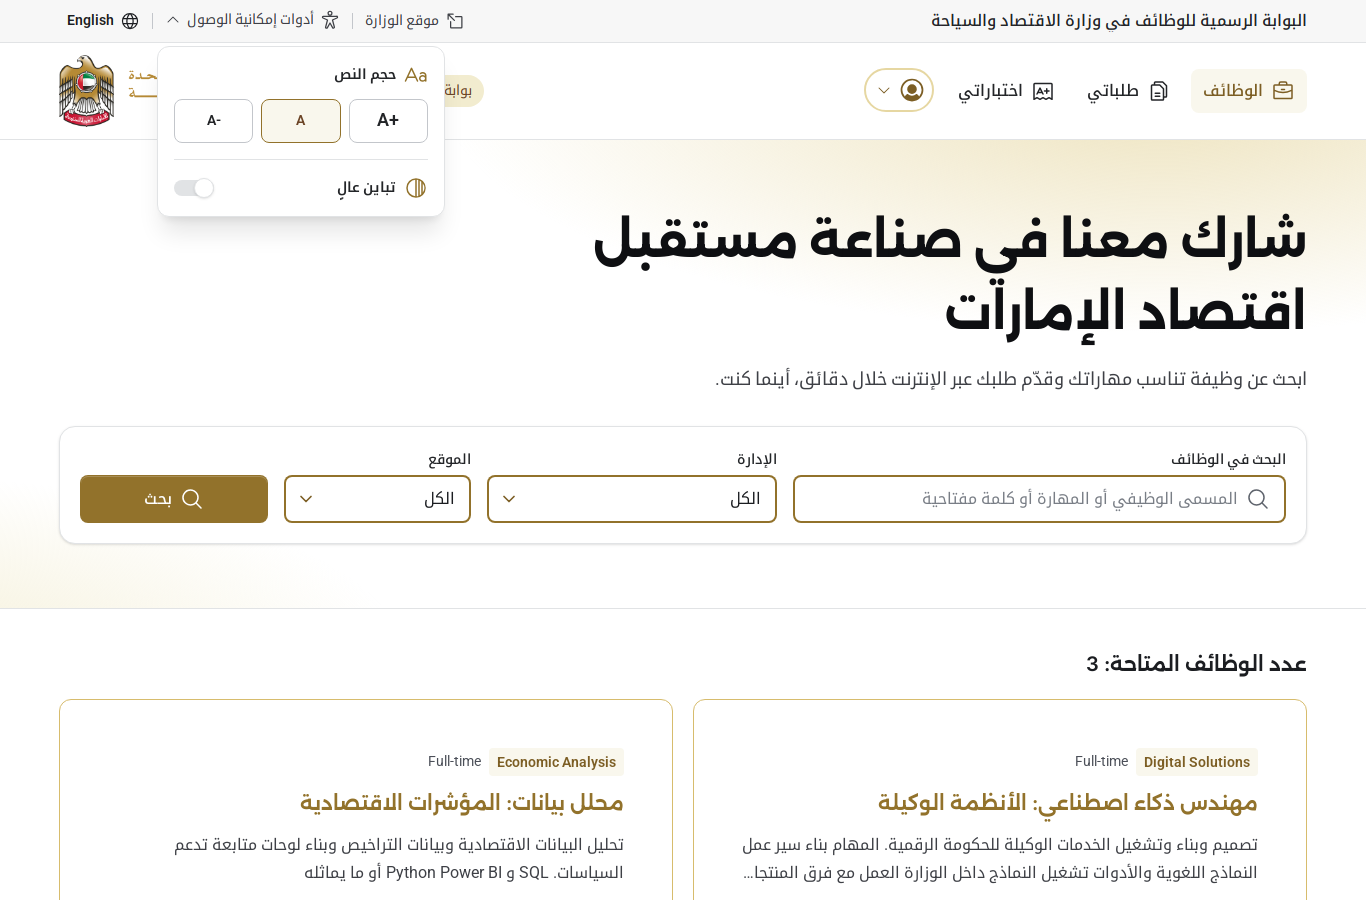 البوابة الرسمية للوظائف في وزارة الاقتصاد والسياحة
موقع الوزارة
أدوات إمكانية الوصول
English
الوظائف
طلباتي
اختباراتي
بوابة
حجم النص
A+
A
A-
تباين عالٍ
شارك معنا في صناعة مستقبل
اقتصاد الإمارات
ابحث عن وظيفة تناسب مهاراتك وقدّم طلبك عبر الإنترنت خلال دقائق، أينما كنت.
البحث في الوظائف
المسمى الوظيفي أو المهارة أو كلمة مفتاحية
الإدارة
الكل
الموقع
الكل
بحث
عدد الوظائف المتاحة: 3
Digital Solutions
Full-time
مهندس ذكاء اصطناعي: الأنظمة الوكيلة
تصميم وبناء وتشغيل الخدمات الوكيلة للحكومة الرقمية. المهام بناء سير عمل
النماذج اللغوية والأدوات تشغيل النماذج داخل الوزارة العمل مع فرق المنتجا...
Economic Analysis
Full-time
محلل بيانات: المؤشرات الاقتصادية
تحليل البيانات الاقتصادية وبيانات التراخيص وبناء لوحات متابعة تدعم
السياسات. SQL و Python Power BI أو ما يماثله